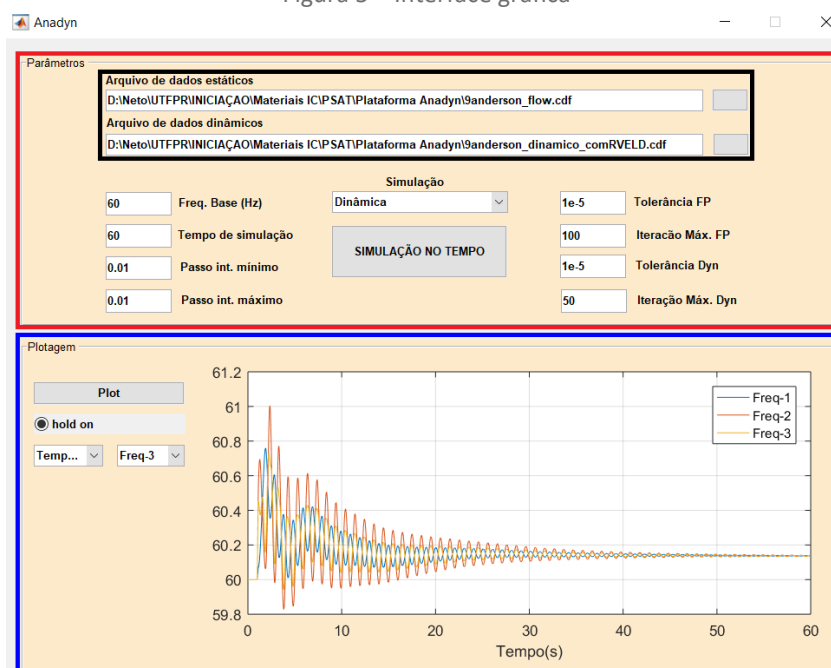 Anadyn
Parâmetros
Arquivo de dados estáticos
D:\Neto\UTFPR\INICIAÇAO\Materiais IC\PSAT\Plataforma Anadyn\9anderson_flow.cdf
Arquivo de dados dinâmicos
D:\Neto\UTFPR\INICIAÇAO\Materiais IC\PSAT\Plataforma Anadyn\9anderson_dinamico_comRVELD.cdf
Simulação
60 Freq. Base (Hz) Dinâmica 1e-5 Tolerância FP
60 Tempo de simulação SIMULAÇÃO NO TEMPO 100 Iteracão Máx. FP
0.01 Passo int. mínimo 1e-5 Tolerância Dyn
0.01 Passo int. máximo 50 Iteração Máx. Dyn
Plotagem
Plot
hold on
Temp... Freq-3
61.2
61
60.8
60.6
60.4
60.2
60
59.8
0 10 20 30 40 50 60
Tempo(s)
Freq-1
Freq-2
Freq-3